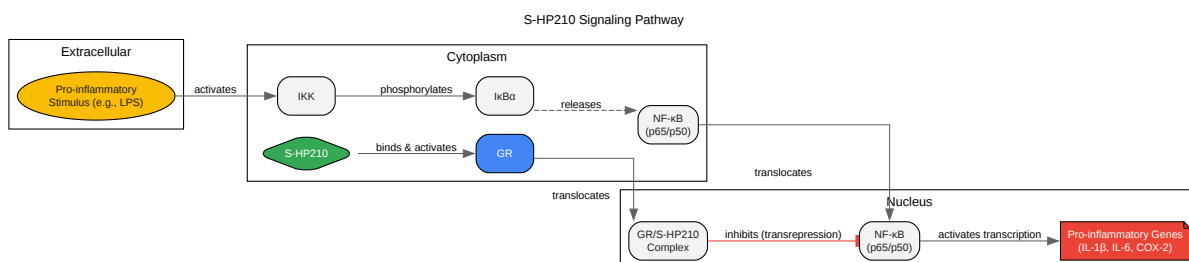 S-HP210 Signaling Pathway
Extracellular
Cytoplasm
Pro-inflammatory
Stimulus (e.g., LPS)
activates
IKK
phosphorylates
IκBα
releases
NF-κB
(p65/p50)
S-HP210
binds & activates
GR
translocates
translocates
Nucleus
GR/S-HP210
Complex
inhibits (transrepression)
NF-κB
(p65/p50)
activates transcription
Pro-inflammatory Genes
(IL-1β, IL-6, COX-2)